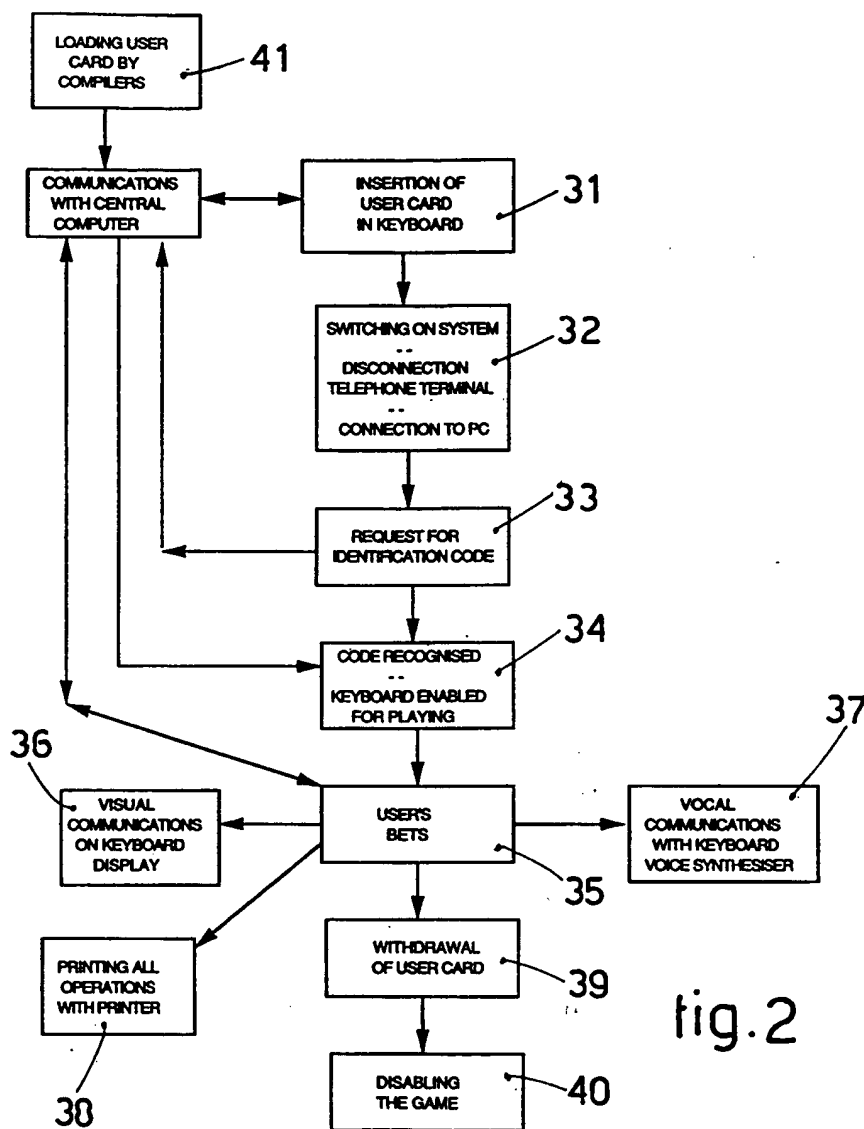 LOADING USER
CARD BY
COMPILERS
41
COMMUNICATIONS
WITH CENTRAL
COMPUTER
INSERTION OF
USER CARD
IN KEYBOARD
31
SWITCHING ON SYSTEM
--
DISCONNECTION
TELEPHONE TERMINAL
--
CONNECTION TO PC
32
REQUEST FOR
IDENTIFICATION CODE
33
CODE RECOGNISED
--
KEYBOARD ENABLED
FOR PLAYING
34
36
VISUAL
COMMUNICATIONS
ON KEYBOARD
DISPLAY
USER'S
BETS
35
37
VOCAL
COMMUNICATIONS
WITH KEYBOARD
VOICE SYNTHESISER
PRINTING ALL
OPERATIONS
WITH PRINTER
38
WITHDRAWAL
OF USER CARD
39
DISABLING
THE GAME
40
fig.2